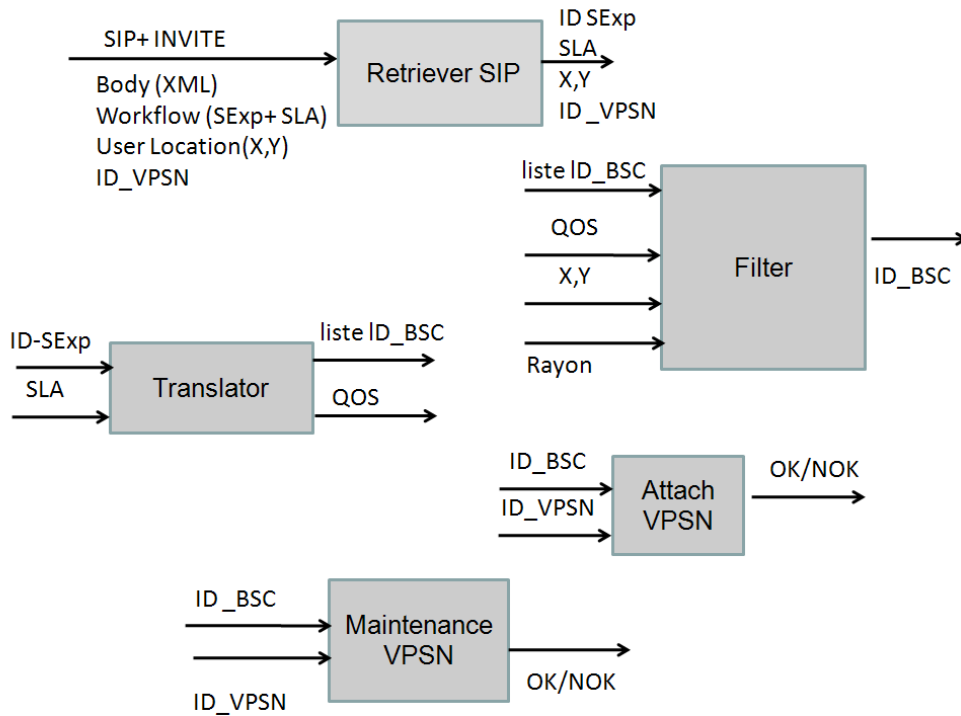 SIP+ INVITE
Body (XML)
Workflow (SExp+ SLA)
User Location(X,Y)
ID_VPSN
Retriever SIP
ID SExp
SLA
X,Y
ID _VPSN
liste ID_BSC
QOS
X,Y
Rayon
Filter
ID_BSC
ID-SExp
SLA
Translator
liste ID_BSC
QOS
ID_BSC
ID_VPSN
Attach
VPSN
OK/NOK
ID _BSC
ID_VPSN
Maintenance
VPSN
OK/NOK